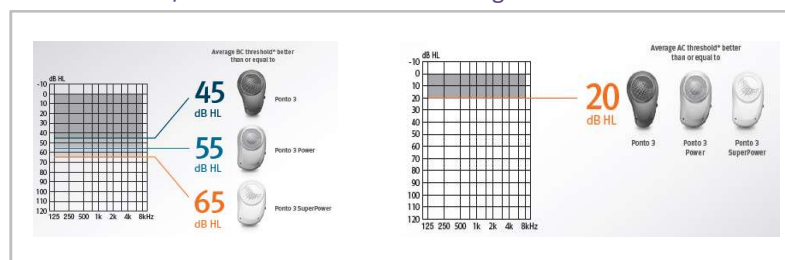 Average BC threshold* better
than or equal to
dB HL
-10
0
10
20
30
40
50
60
70
80
90
100
110
120
125 250 500 1k 2k 4k 8kHz
45
dB HL
Ponto 3
55
dB HL
Ponto 3 Power
65
dB HL
Ponto 3 SuperPower
Average AC threshold* better
than or equal to
dB HL
-10
0
10
20
30
40
50
60
70
80
90
100
110
120
125 250 500 1k 2k 4k 8kHz
20
dB HL
Ponto 3
Ponto 3
Power
Ponto 3
SuperPower